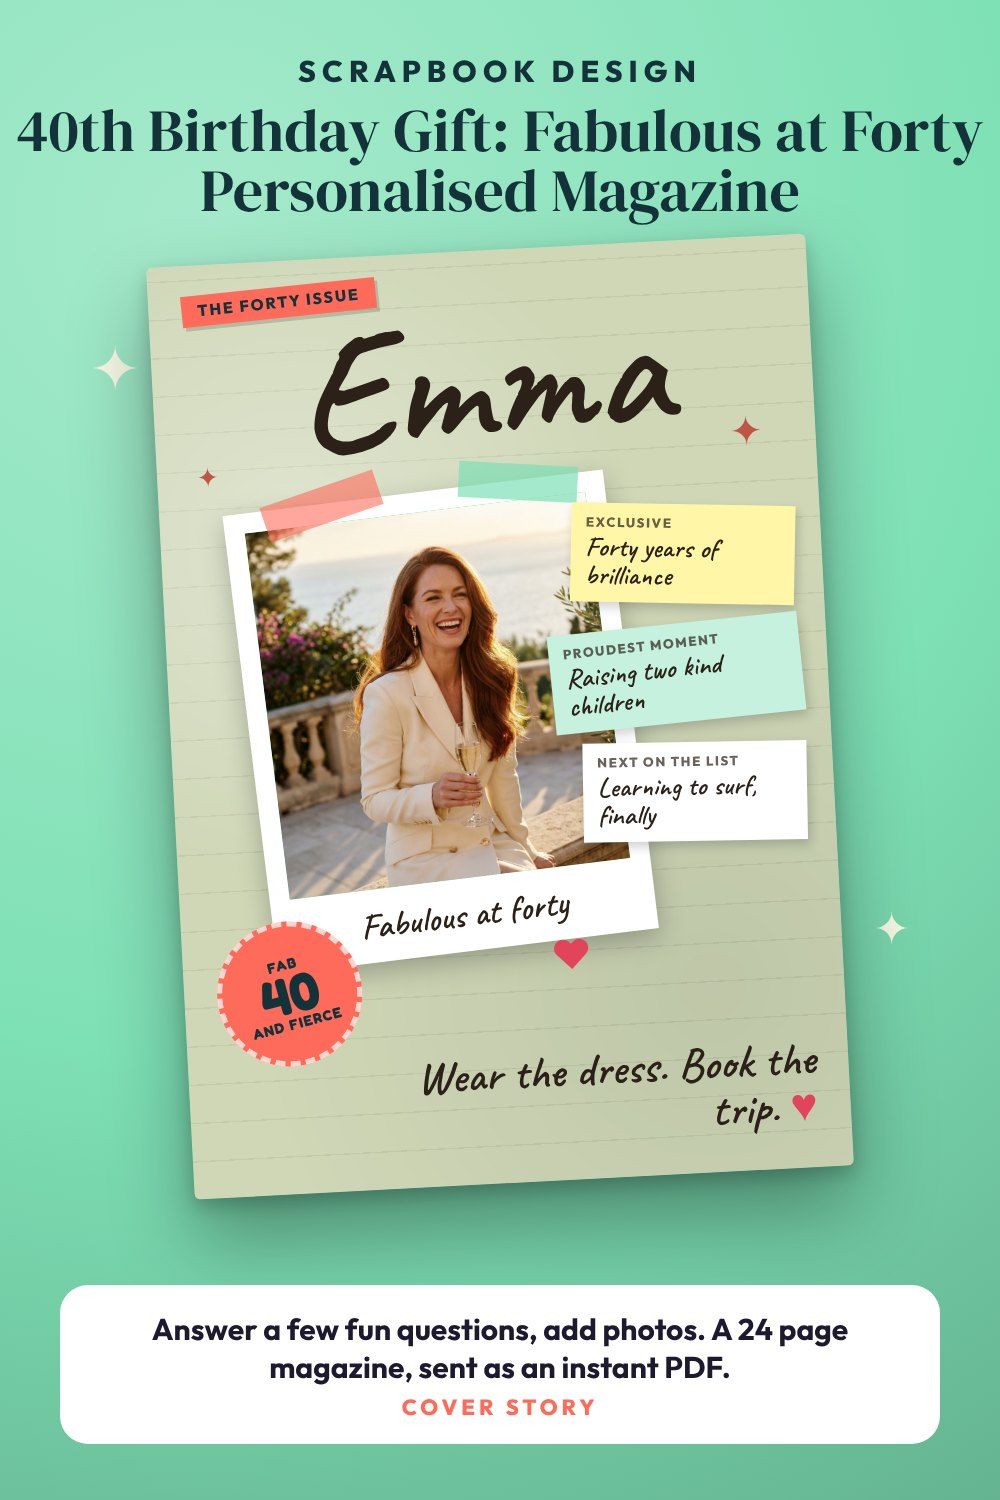 SCRAPBOOK DESIGN
40th Birthday Gift: Fabulous at Forty
Personalised Magazine
THE FORTY ISSUE
Emma
EXCLUSIVE
Forty years of
brilliance
PROUDEST MOMENT
Raising two kind
children
NEXT ON THE LIST
Learning to surf,
finally
Fabulous at forty
FAB
40
AND FIERCE
Wear the dress. Book the
trip. ♥
Answer a few fun questions, add photos. A 24 page
magazine, sent as an instant PDF.
COVER STORY